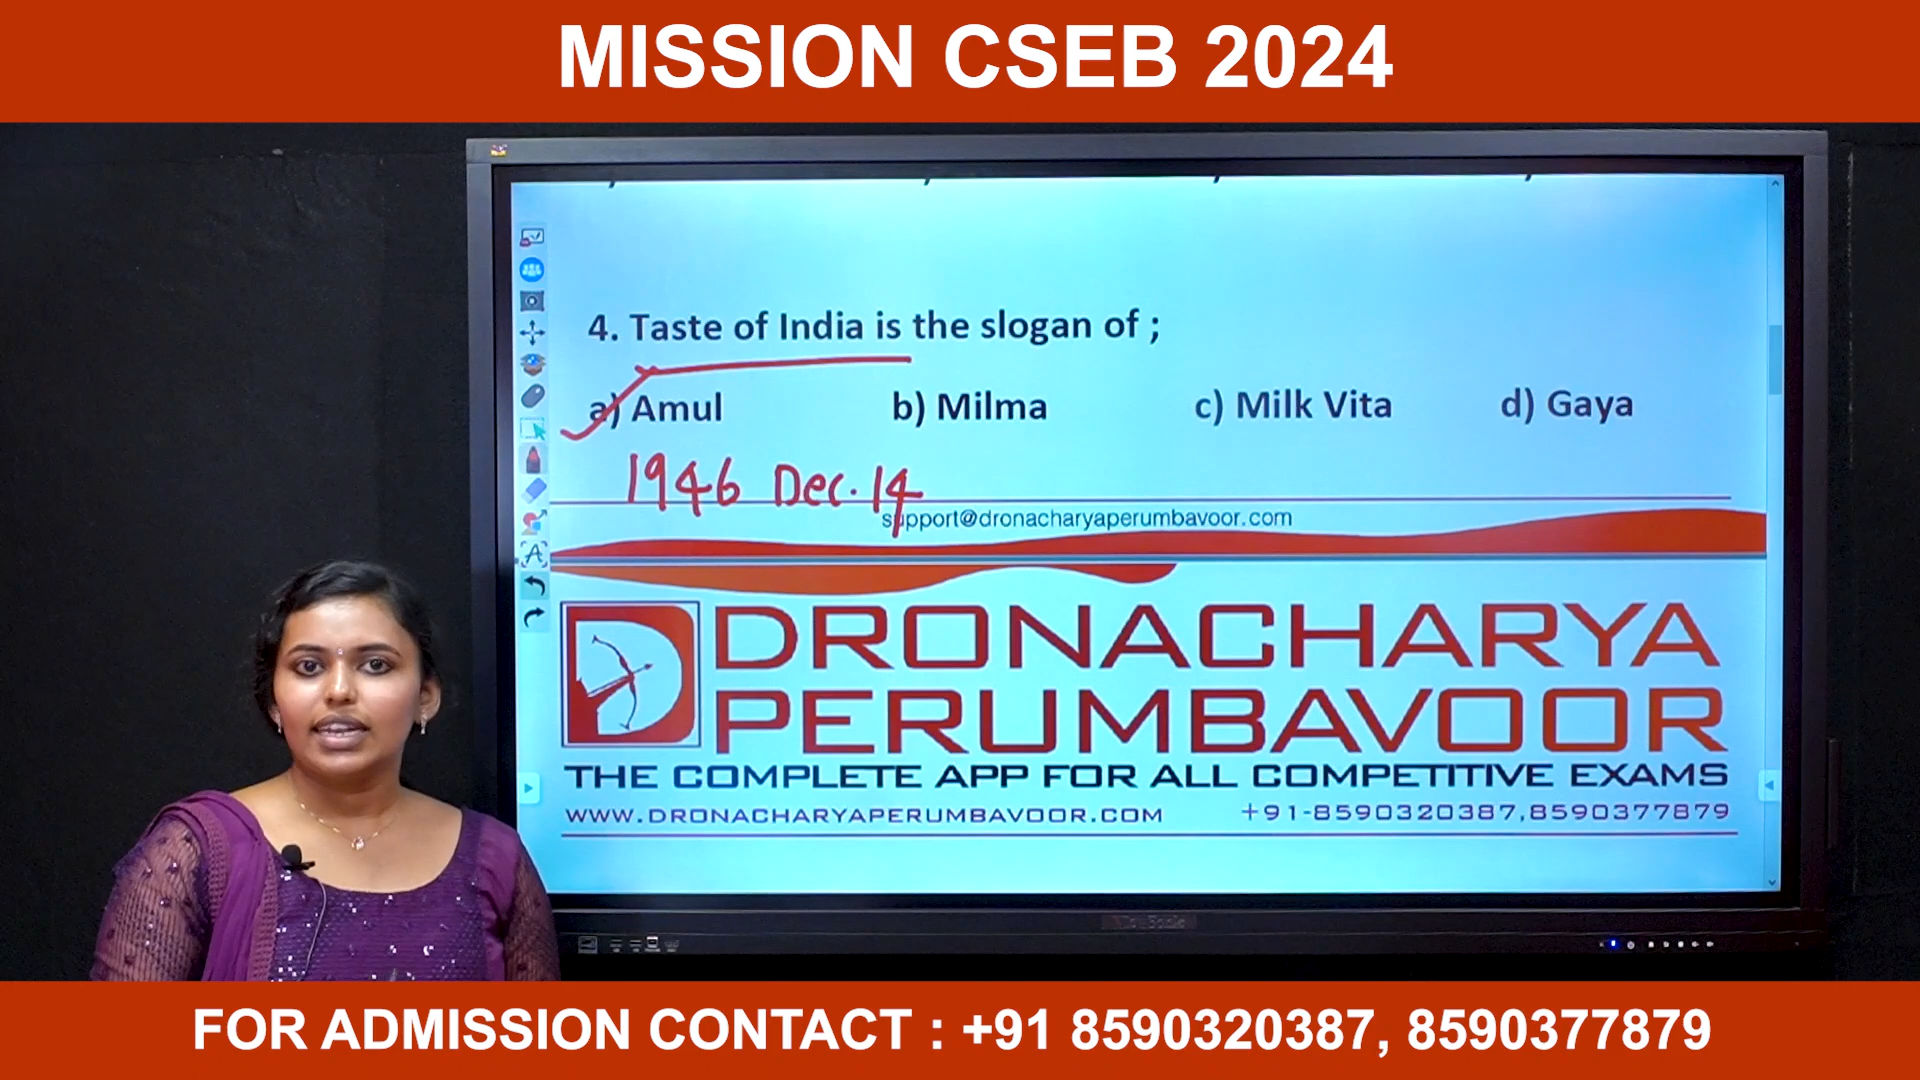 MISSION CSEB 2024
4. Taste of India is the slogan of ;
a) Amul b) Milma c) Milk Vita d) Gaya
1946 Dec. 14
support@dronacharyaperumbavoor.com
D DRONACHARYA
PERUMBAVOOR
THE COMPLETE APP FOR ALL COMPETITIVE EXAMS
WWW.DRONACHARYAPERUMBAVOOR.COM +91-8590320387,8590377879
FOR ADMISSION CONTACT : +91 8590320387, 8590377879